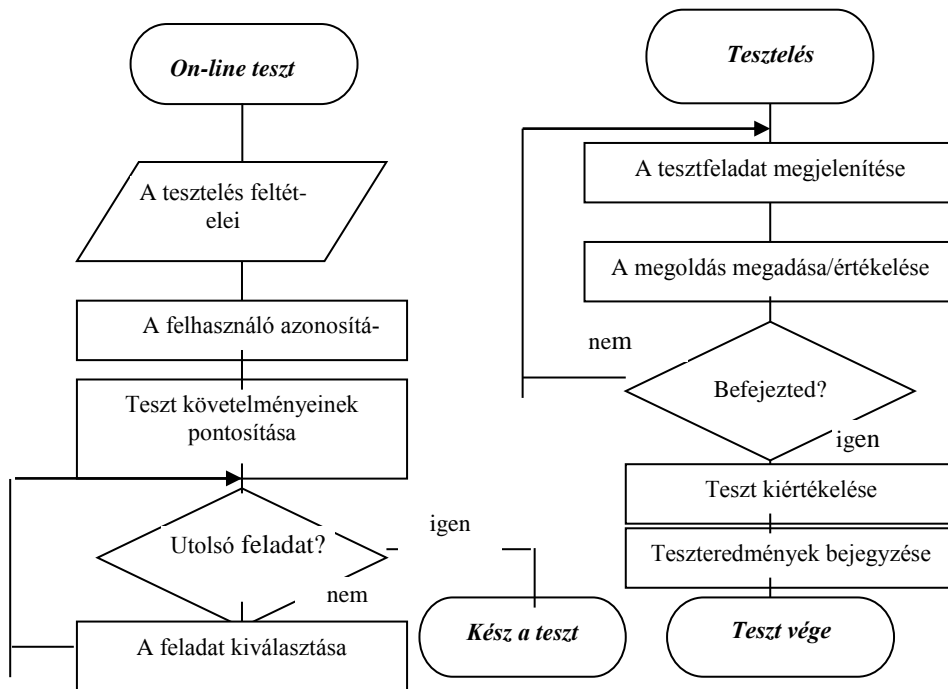 On-line teszt
A tesztelés feltét-
elei
A felhasználó azonosítá-
Teszt követelményeinek
pontosítása
Utolsó feladat?
igen
nem
A feladat kiválasztása
Kész a teszt
Tesztelés
A tesztfeladat megjelenítése
A megoldás megadása/értékelése
nem
Befejezted?
igen
Teszt kiértékelése
Teszteredmények bejegyzése
Teszt vége